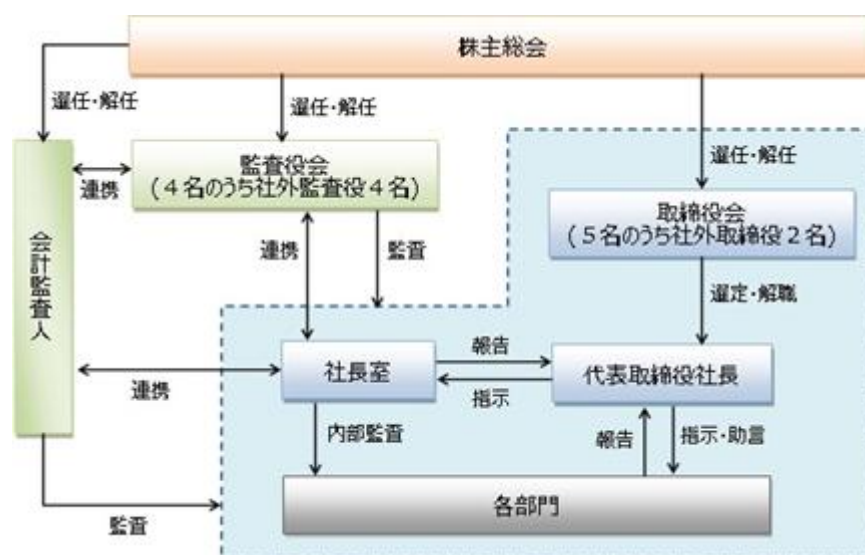 株主総会
選任・解任
選任・解任
選任・解任
監査役会
(４名のうち社外監査役４名)
連携
取締役会
(５名のうち社外取締役２名)
会計監査人
連携
監査
選定・解職
社長室
報告
指示
代表取締役社長
連携
内部監査
報告
指示・助言
各部門
監査